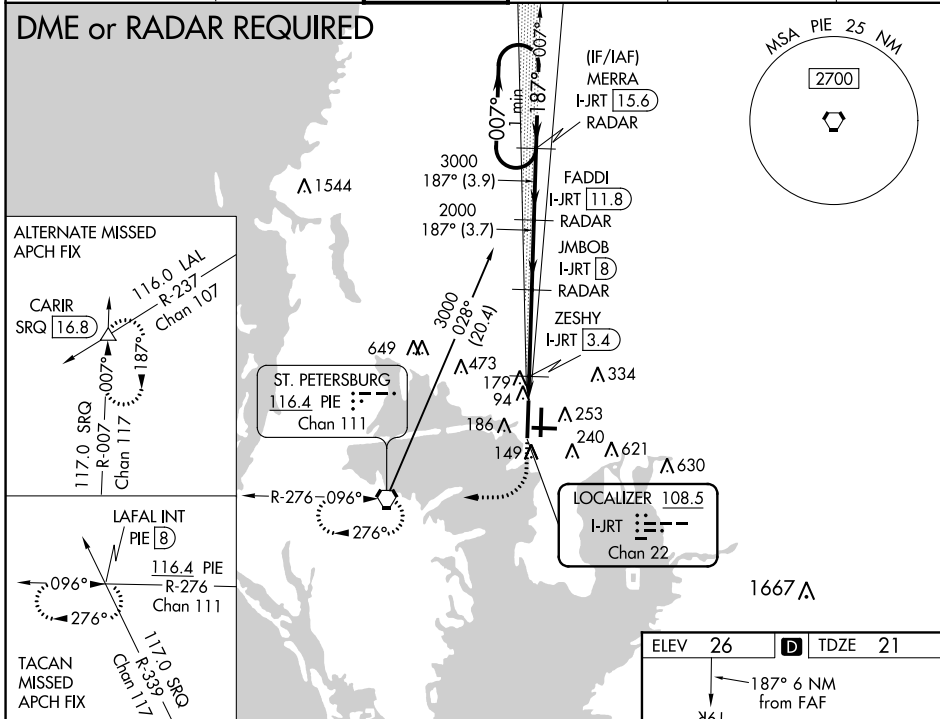 DME or RADAR REQUIRED
MSA PIE 25 NM
2700
007°
187°
007°
1 min
(IF/IAF)
MERRA
I-JRT 15.6
RADAR
3000
187° (3.9)
FADDI
I-JRT 11.8
RADAR
2000
187° (3.7)
JMBOB
I-JRT 8
RADAR
ZESHY
I-JRT 3.4
1544
3000
028°
(20.4)
649
473
179
94
334
186
253
149
240
621
630
1667
ST. PETERSBURG
116.4 PIE
Chan 111
R-276
096°
276°
LOCALIZER 108.5
I-JRT
Chan 22
ALTERNATE MISSED
APCH FIX
CARIR
SRQ 16.8
116.0 LAL
R-237
Chan 107
007°
187°
117.0 SRQ
R-007
Chan 117
LAFAL INT
PIE 8
116.4 PIE
R-276
Chan 111
096°
276°
117.0 SRQ
R-339
Chan 117
TACAN
MISSED
APCH FIX
ELEV 26
D
TDZE 21
187° 6 NM
from FAF